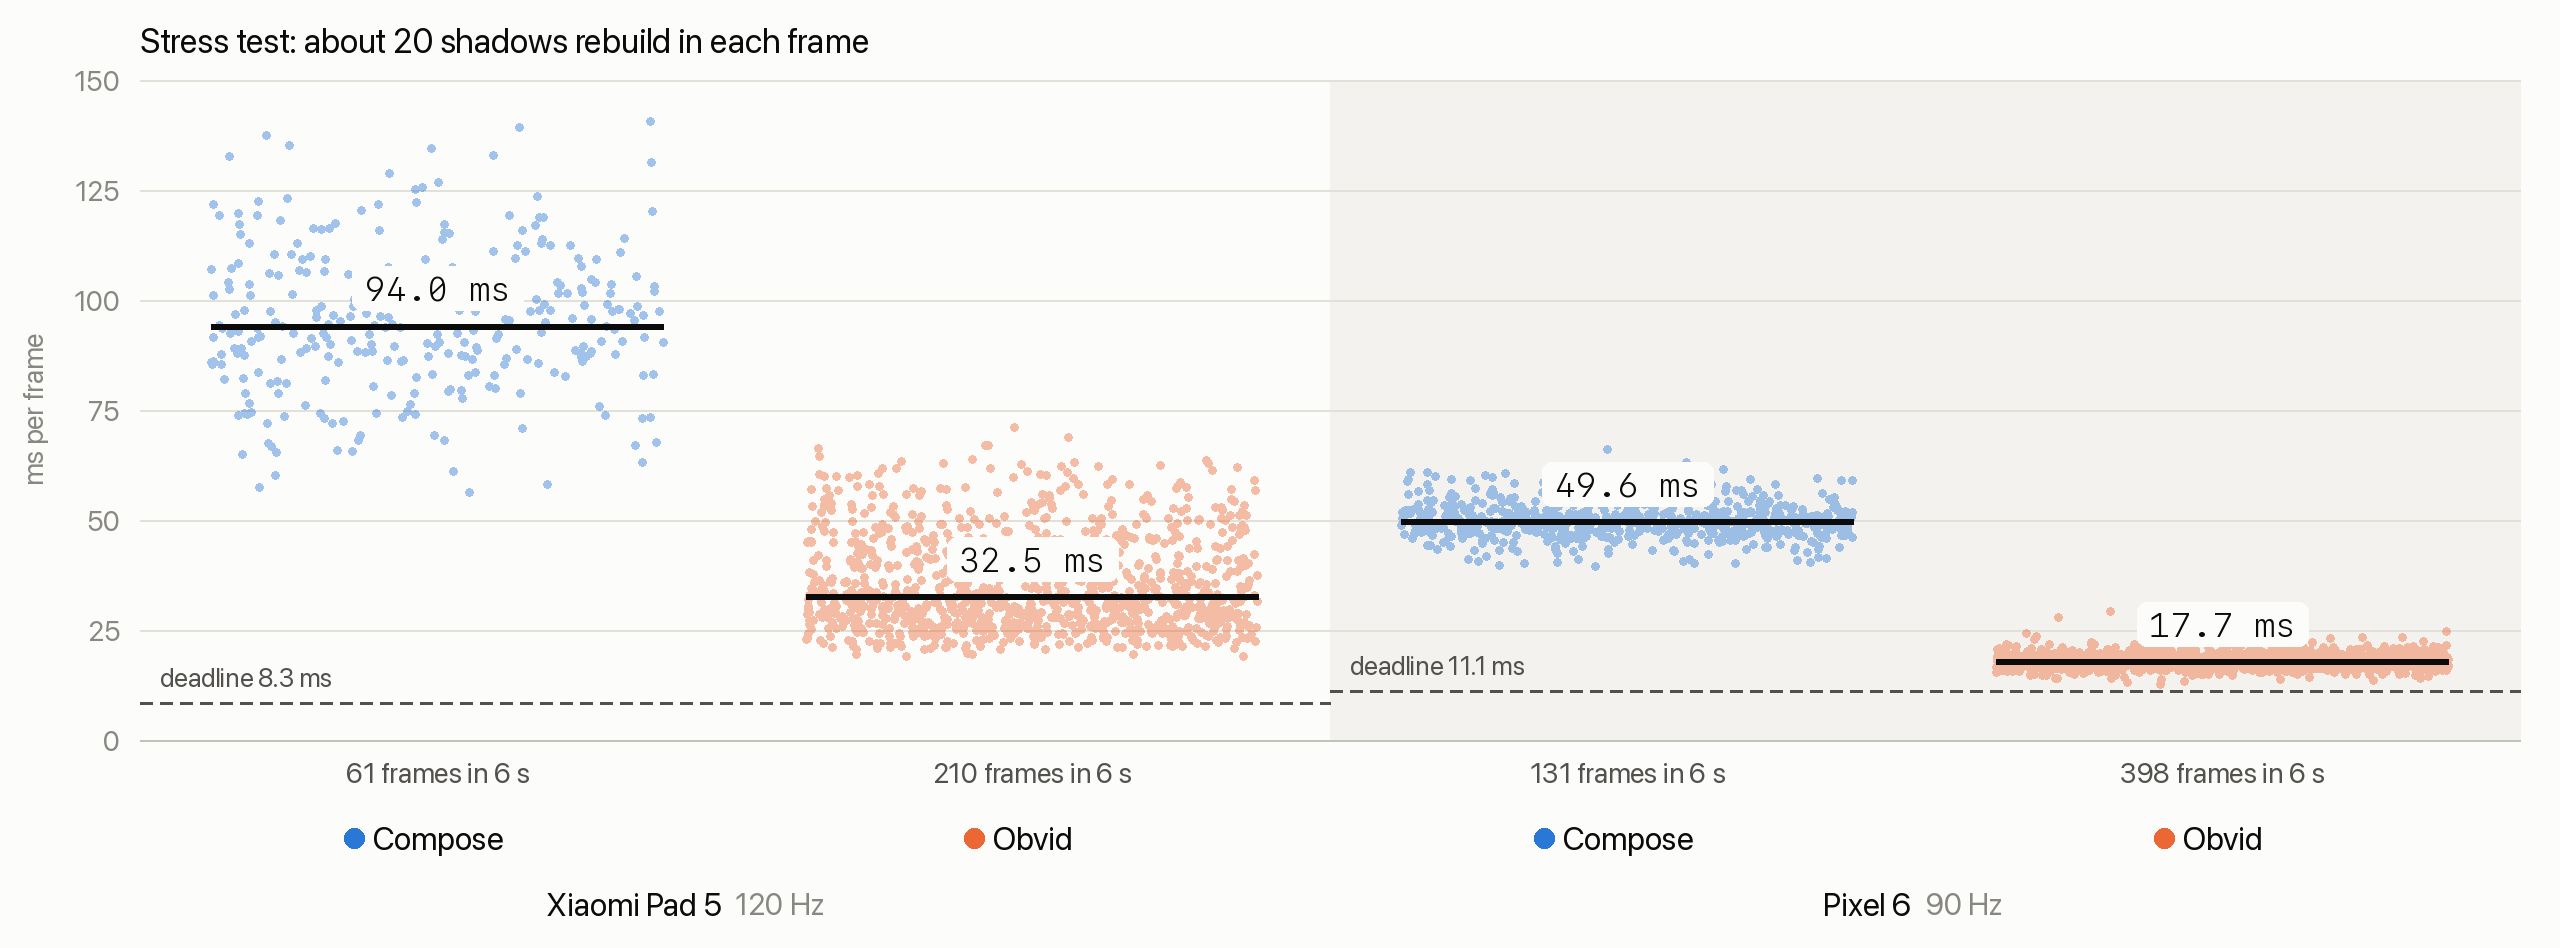 Stress test: about 20 shadows rebuild in each frame
ms per frame
150
125
100
75
50
25
0
94.0 ms
32.5 ms
49.6 ms
17.7 ms
deadline 8.3 ms
deadline 11.1 ms
61 frames in 6 s
210 frames in 6 s
131 frames in 6 s
398 frames in 6 s
Compose
Obvid
Compose
Obvid
Xiaomi Pad 5 120 Hz
Pixel 6 90 Hz